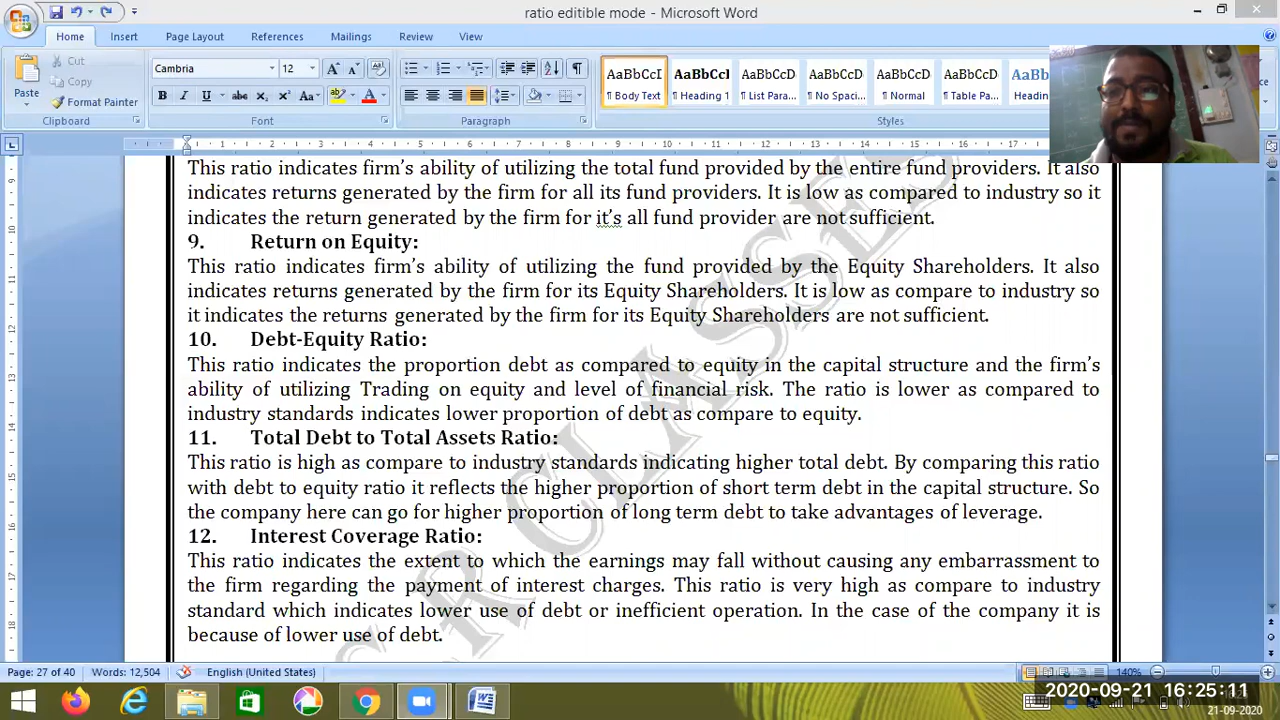 ratio editible mode - Microsoft Word
Home Insert Page Layout References Mailings Review View
Paste Cut Copy Format Painter
Cambria 12
AaBbCcI AaBbCcI AaBbCcD AaBbCcD AaBbCcD AaBbCcD AaBbC
¶ Body Text ¶ Heading 1 ¶ List Para... ¶ No Spaci... ¶ Normal ¶ Table Pa... Heading
Clipboard Font Paragraph Styles
This ratio indicates firm's ability of utilizing the total fund provided by the entire fund providers. It also
indicates returns generated by the firm for all its fund providers. It is low as compared to industry so it
indicates the return generated by the firm for it's all fund provider are not sufficient.
9. Return on Equity:
This ratio indicates firm's ability of utilizing the fund provided by the Equity Shareholders. It also
indicates returns generated by the firm for its Equity Shareholders. It is low as compare to industry so
it indicates the returns generated by the firm for its Equity Shareholders are not sufficient.
10. Debt-Equity Ratio:
This ratio indicates the proportion debt as compared to equity in the capital structure and the firm's
ability of utilizing Trading on equity and level of financial risk. The ratio is lower as compared to
industry standards indicates lower proportion of debt as compare to equity.
11. Total Debt to Total Assets Ratio:
This ratio is high as compare to industry standards indicating higher total debt. By comparing this ratio
with debt to equity ratio it reflects the higher proportion of short term debt in the capital structure. So
the company here can go for higher proportion of long term debt to take advantages of leverage.
12. Interest Coverage Ratio:
This ratio indicates the extent to which the earnings may fall without causing any embarrassment to
the firm regarding the payment of interest charges. This ratio is very high as compare to industry
standard which indicates lower use of debt or inefficient operation. In the case of the company it is
because of lower use of debt.
R CLASSES
Page: 27 of 40 Words: 12,504 English (United States) 140%
2020-09-21 16:25:11
21-09-2020